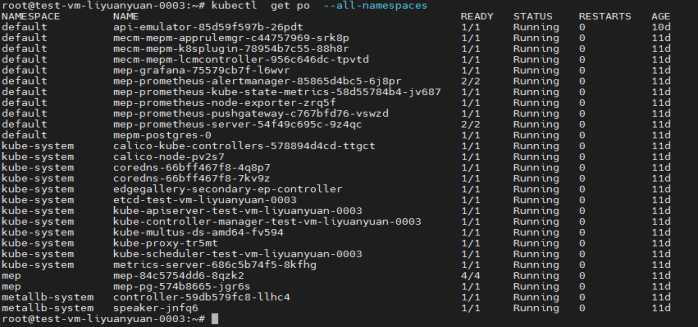 root@test-vm-liyuanyuan-0003:~# kubectl  get po  --all-namespaces
NAMESPACE NAME READY STATUS RESTARTS AGE
default api-emulator-85d59f597b-26pdt 1/1 Running 0 10d
default mecm-mepm-apprulemgr-c44757969-srk8p 1/1 Running 0 11d
default mecm-mepm-k8splugin-78954b7c55-88h8r 1/1 Running 0 11d
default mecm-mepm-lcmcontroller-956c646dc-tpvtd 1/1 Running 0 11d
default mep-grafana-75579cb7f-l6wvr 1/1 Running 0 11d
default mep-prometheus-alertmanager-85865d4bc5-6j8pr 2/2 Running 0 11d
default mep-prometheus-kube-state-metrics-58d55784b4-jv687 1/1 Running 0 11d
default mep-prometheus-node-exporter-zrq5f 1/1 Running 0 11d
default mep-prometheus-pushgateway-c767bfd76-vswzd 1/1 Running 0 11d
default mep-prometheus-server-54f49c695c-9z4qc 2/2 Running 0 11d
default mepm-postgres-0 1/1 Running 0 11d
kube-system calico-kube-controllers-578894d4cd-ttgct 1/1 Running 0 11d
kube-system calico-node-pv2s7 1/1 Running 0 11d
kube-system coredns-66bff467f8-4q8p7 1/1 Running 0 11d
kube-system coredns-66bff467f8-7kv9z 1/1 Running 0 11d
kube-system edgegallery-secondary-ep-controller 1/1 Running 0 11d
kube-system etcd-test-vm-liyuanyuan-0003 1/1 Running 0 11d
kube-system kube-apiserver-test-vm-liyuanyuan-0003 1/1 Running 0 11d
kube-system kube-controller-manager-test-vm-liyuanyuan-0003 1/1 Running 0 11d
kube-system kube-multus-ds-amd64-fv594 1/1 Running 0 11d
kube-system kube-proxy-tr5mt 1/1 Running 0 11d
kube-system kube-scheduler-test-vm-liyuanyuan-0003 1/1 Running 0 11d
kube-system metrics-server-686c5b74f5-8kfhg 1/1 Running 0 11d
mep mep-84c5754dd6-8qzk2 4/4 Running 0 11d
mep mep-pg-574b8665-jgr6s 1/1 Running 0 11d
metallb-system controller-59db579fc8-llhc4 1/1 Running 0 11d
metallb-system speaker-jnfq6 1/1 Running 0 11d
root@test-vm-liyuanyuan-0003:~#